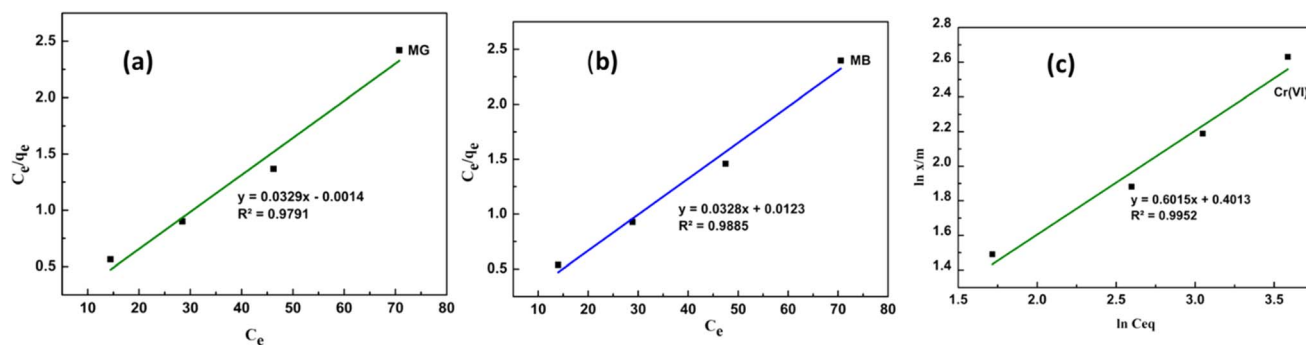 (a)
MG
2.5
2.0
1.5
1.0
0.5
Ce/qe
y = 0.0329x - 0.0014
R² = 0.9791
10 20 30 40 50 60 70 80
Ce
(b)
MB
2.5
2.0
1.5
1.0
0.5
Ce/qe
y = 0.0328x + 0.0123
R² = 0.9885
10 20 30 40 50 60 70 80
Ce
2.8
(c)
2.6
Cr(VI)
2.4
2.2
2.0
1.8
1.6
1.4
1.2
ln x/m
y = 0.6015x + 0.4013
R² = 0.9952
1.5 2.0 2.5 3.0 3.5
ln Ceq